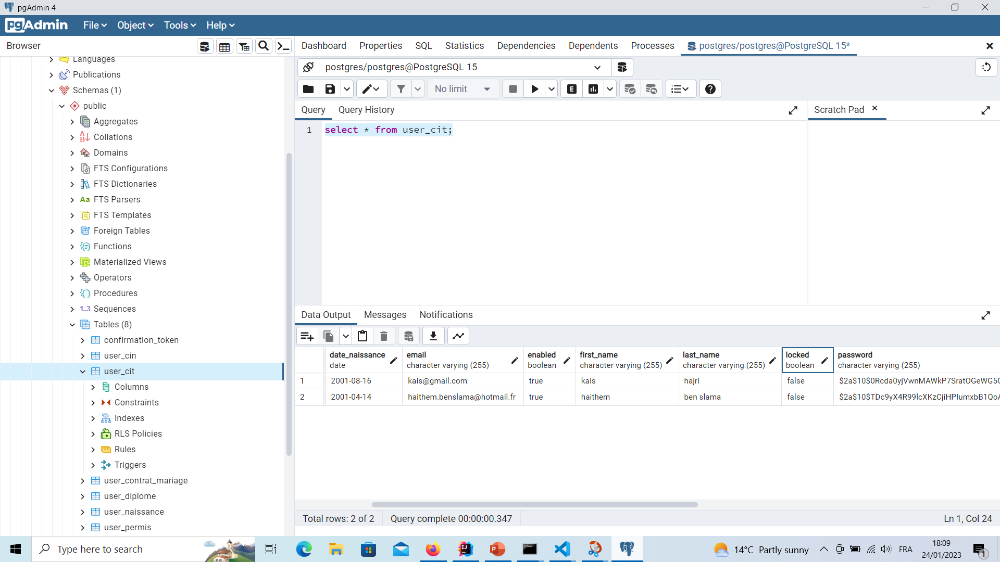 pgAdmin 4
pgAdmin File Object Tools Help
Browser
Dashboard Properties SQL Statistics Dependencies Dependents Processes postgres/postgres@PostgreSQL 15*
Languages
Publications
Schemas (1)
public
Aggregates
Collations
Domains
FTS Configurations
FTS Dictionaries
Aa FTS Parsers
FTS Templates
Foreign Tables
Functions
Materialized Views
Operators
Procedures
1..3 Sequences
Tables (8)
confirmation_token
user_cin
user_cit
Columns
Constraints
Indexes
RLS Policies
Rules
Triggers
user_contrat_mariage
user_diplome
user_naissance
user_permis
postgres/postgres@PostgreSQL 15
No limit
E
Query Query History
Scratch Pad
1 select * from user_cit;
Data Output Messages Notifications
date_naissance email enabled first_name last_name locked password
date character varying (255) boolean character varying (255) character varying (255) boolean character varying (255)
1 2001-08-16 kais@gmail.com true kais hajri false
2 2001-04-14 haithem.benslama@hotmail.fr true haithem ben slama false
Total rows: 2 of 2 Query complete 00:00:00.347 Ln 1, Col 24
Type here to search
14°C Partly sunny FRA
18:09
24/01/2023
1